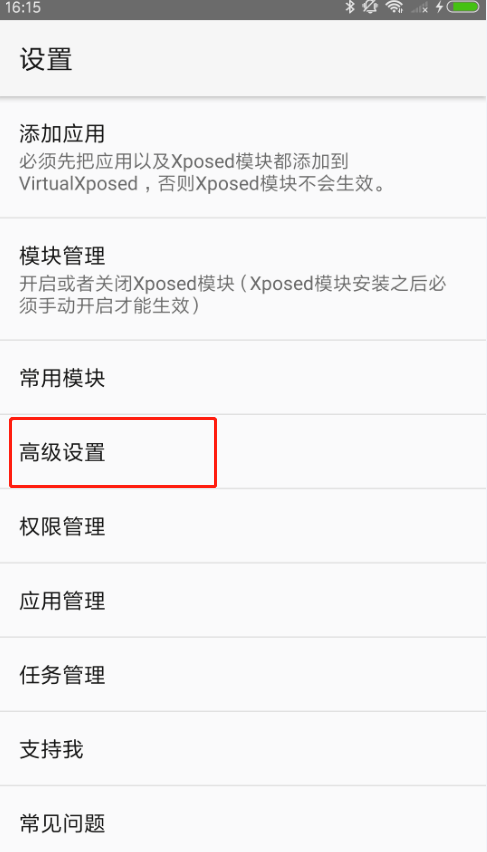 16:15
设置
添加应用
必须先把应用以及Xposed模块都添加到
VirtualXposed，否则Xposed模块不会生效。
模块管理
开启或者关闭Xposed模块（Xposed模块安装之后必
须手动开启才能生效）
常用模块
高级设置
权限管理
应用管理
任务管理
支持我
常见问题